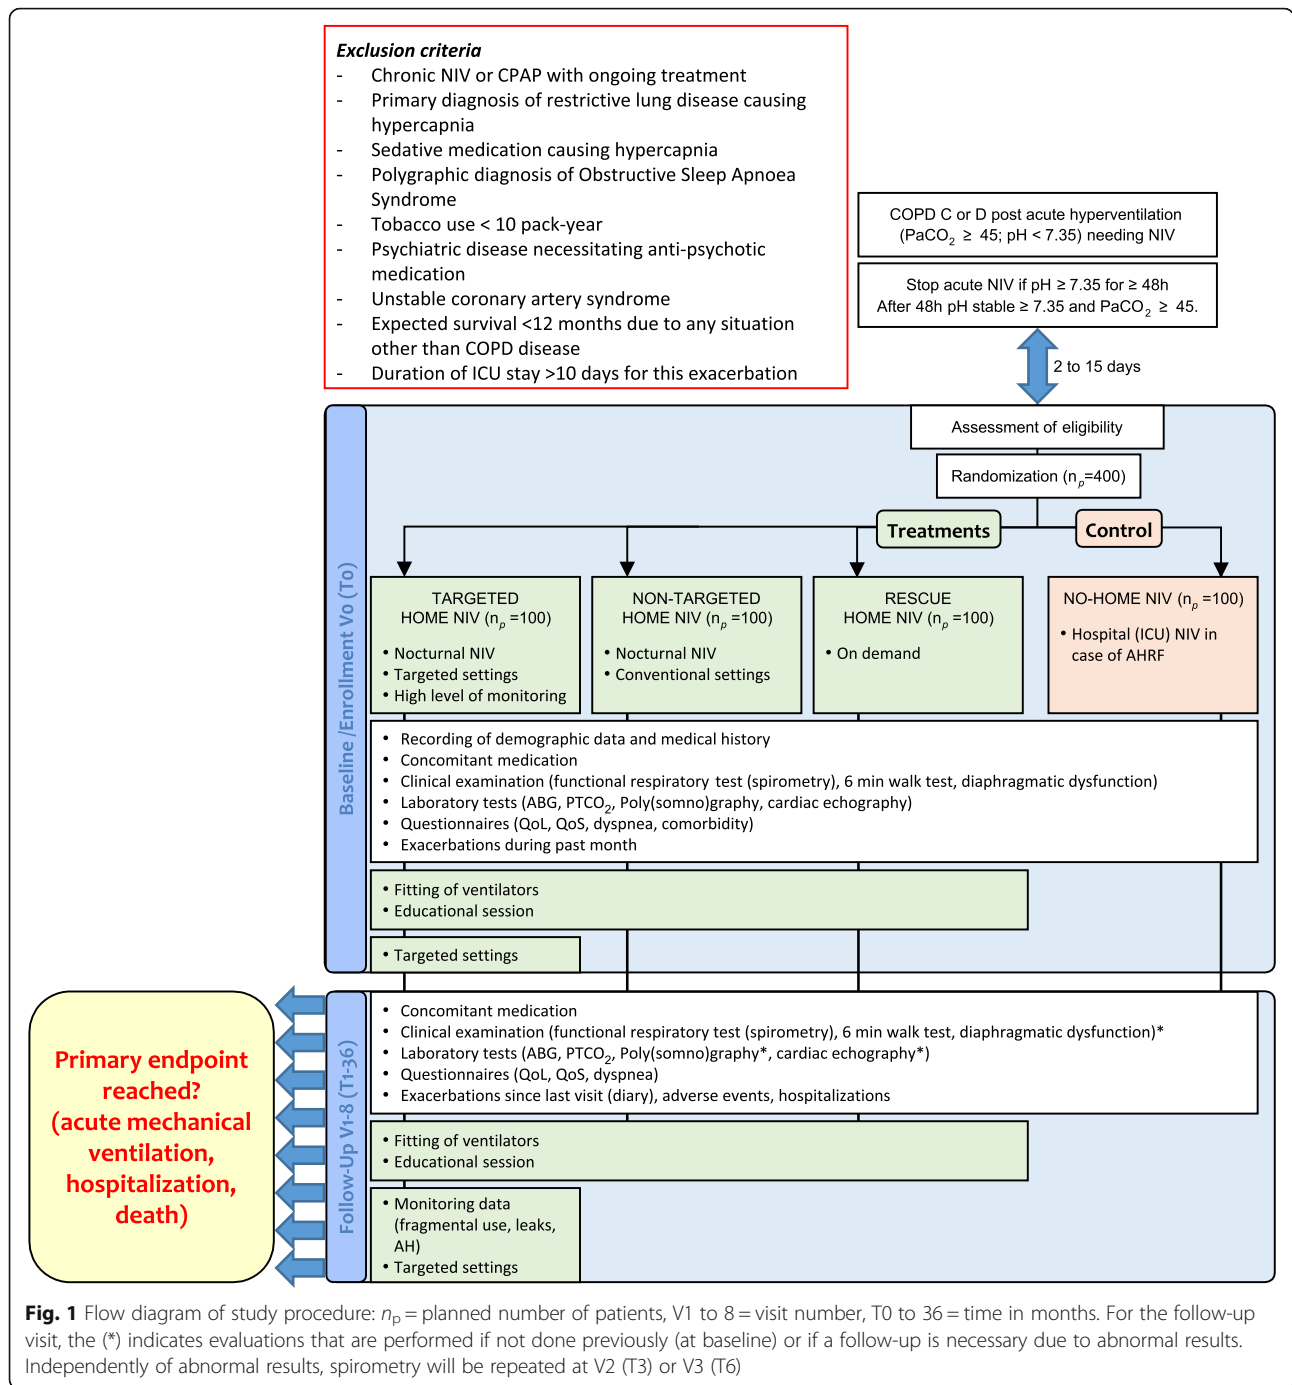 Exclusion criteria
- Chronic NIV or CPAP with ongoing treatment
- Primary diagnosis of restrictive lung disease causing
hypercapnia
- Sedative medication causing hypercapnia
- Polygraphic diagnosis of Obstructive Sleep Apnoea
Syndrome
- Tobacco use < 10 pack-year
- Psychiatric disease necessitating anti-psychotic
medication
- Unstable coronary artery syndrome
- Expected survival <12 months due to any situation
other than COPD disease
- Duration of ICU stay >10 days for this exacerbation
COPD C or D post acute hyperventilation
(PaCO2 ≥ 45; pH < 7.35) needing NIV
Stop acute NIV if pH ≥ 7.35 for ≥ 48h
After 48h pH stable ≥ 7.35 and PaCO2 ≥ 45.
2 to 15 days
Baseline /Enrollment V0 (T0)
Assessment of eligibility
Randomization (np=400)
Treatments
Control
TARGETED
HOME NIV (np =100)
• Nocturnal NIV
• Targeted settings
• High level of monitoring
NON-TARGETED
HOME NIV (np =100)
• Nocturnal NIV
• Conventional settings
RESCUE
HOME NIV (np =100)
• On demand
NO-HOME NIV (np =100)
• Hospital (ICU) NIV in
case of AHRF
• Recording of demographic data and medical history
• Concomitant medication
• Clinical examination (functional respiratory test (spirometry), 6 min walk test, diaphragmatic dysfunction)
• Laboratory tests (ABG, PTCO2, Poly(somno)graphy, cardiac echography)
• Questionnaires (QoL, QoS, dyspnea, comorbidity)
• Exacerbations during past month
• Fitting of ventilators
• Educational session
• Targeted settings
Primary endpoint
reached?
(acute mechanical
ventilation,
hospitalization,
death)
Follow-Up V1-8 (T1-36)
• Concomitant medication
• Clinical examination (functional respiratory test (spirometry), 6 min walk test, diaphragmatic dysfunction)*
• Laboratory tests (ABG, PTCO2, Poly(somno)graphy*, cardiac echography*)
• Questionnaires (QoL, QoS, dyspnea)
• Exacerbations since last visit (diary), adverse events, hospitalizations
• Fitting of ventilators
• Educational session
• Monitoring data
(fragmental use, leaks,
AH)
• Targeted settings
Fig. 1 Flow diagram of study procedure: np = planned number of patients, V1 to 8 = visit number, T0 to 36 = time in months. For the follow-up
visit, the (*) indicates evaluations that are performed if not done previously (at baseline) or if a follow-up is necessary due to abnormal results.
Independently of abnormal results, spirometry will be repeated at V2 (T3) or V3 (T6)